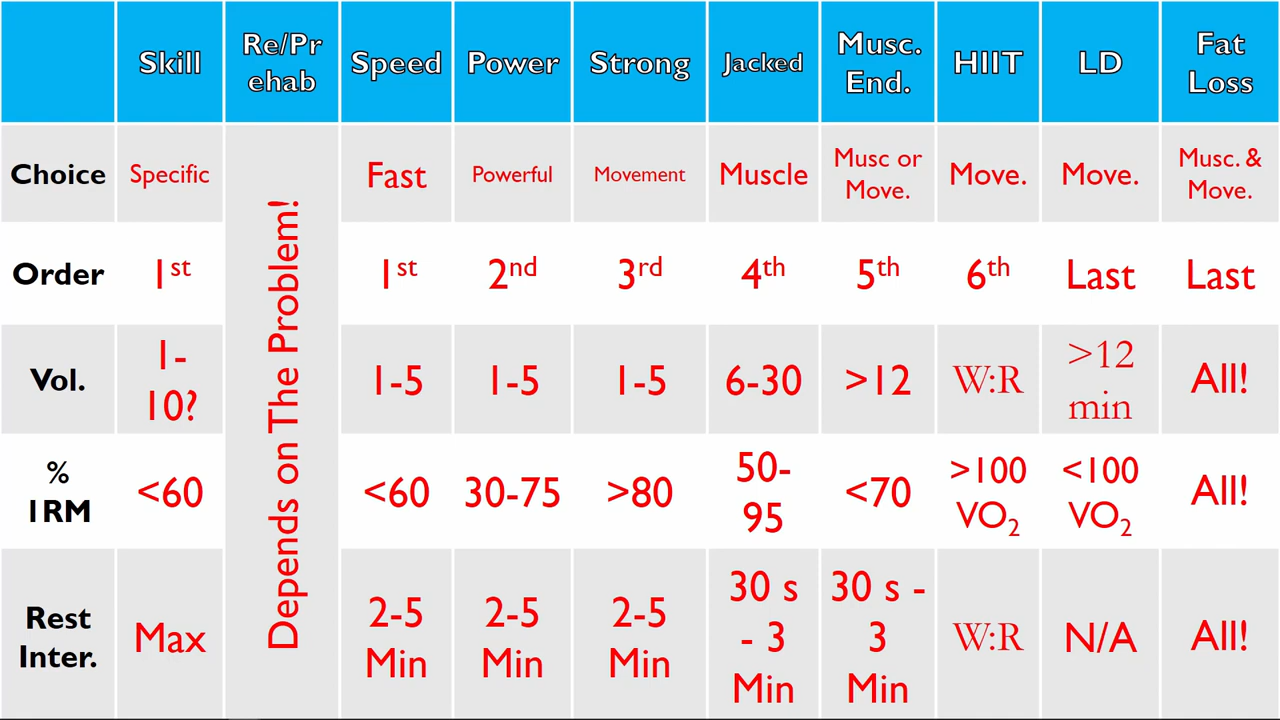 Skill
Re/Pr
ehab
Speed
Power
Strong
Jacked
Musc.
End.
HIIT
LD
Fat
Loss
Choice
Specific
Depends on The Problem!
Fast
Powerful
Movement
Muscle
Musc or
Move.
Move.
Move.
Musc. &
Move.
Order
1st
1st
2nd
3rd
4th
5th
6th
Last
Last
Vol.
1-
10?
1-5
1-5
1-5
6-30
>12
W:R
>12
min
All!
%
1RM
<60
<60
30-75
>80
50-
95
<70
>100
VO2
<100
VO2
All!
Rest
Inter.
Max
2-5
Min
2-5
Min
2-5
Min
30 s
- 3
Min
30 s -
3
Min
W:R
N/A
All!